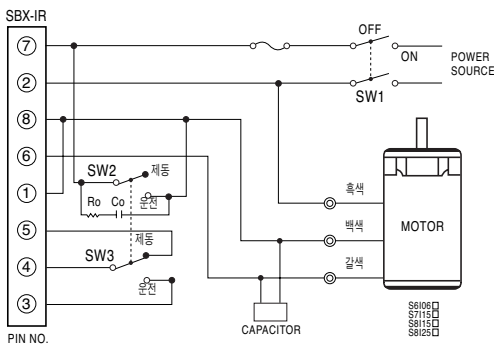 SBX-IR
7
OFF
ON
POWER
SOURCE
2
SW1
8
6
SW2
제동
1
Ro
Co
운전
흑색
5
제동
백색
MOTOR
4
SW3
갈색
3
운전
PIN NO.
CAPACITOR
S6I06□
S7I15□
S8I15□
S8I25□